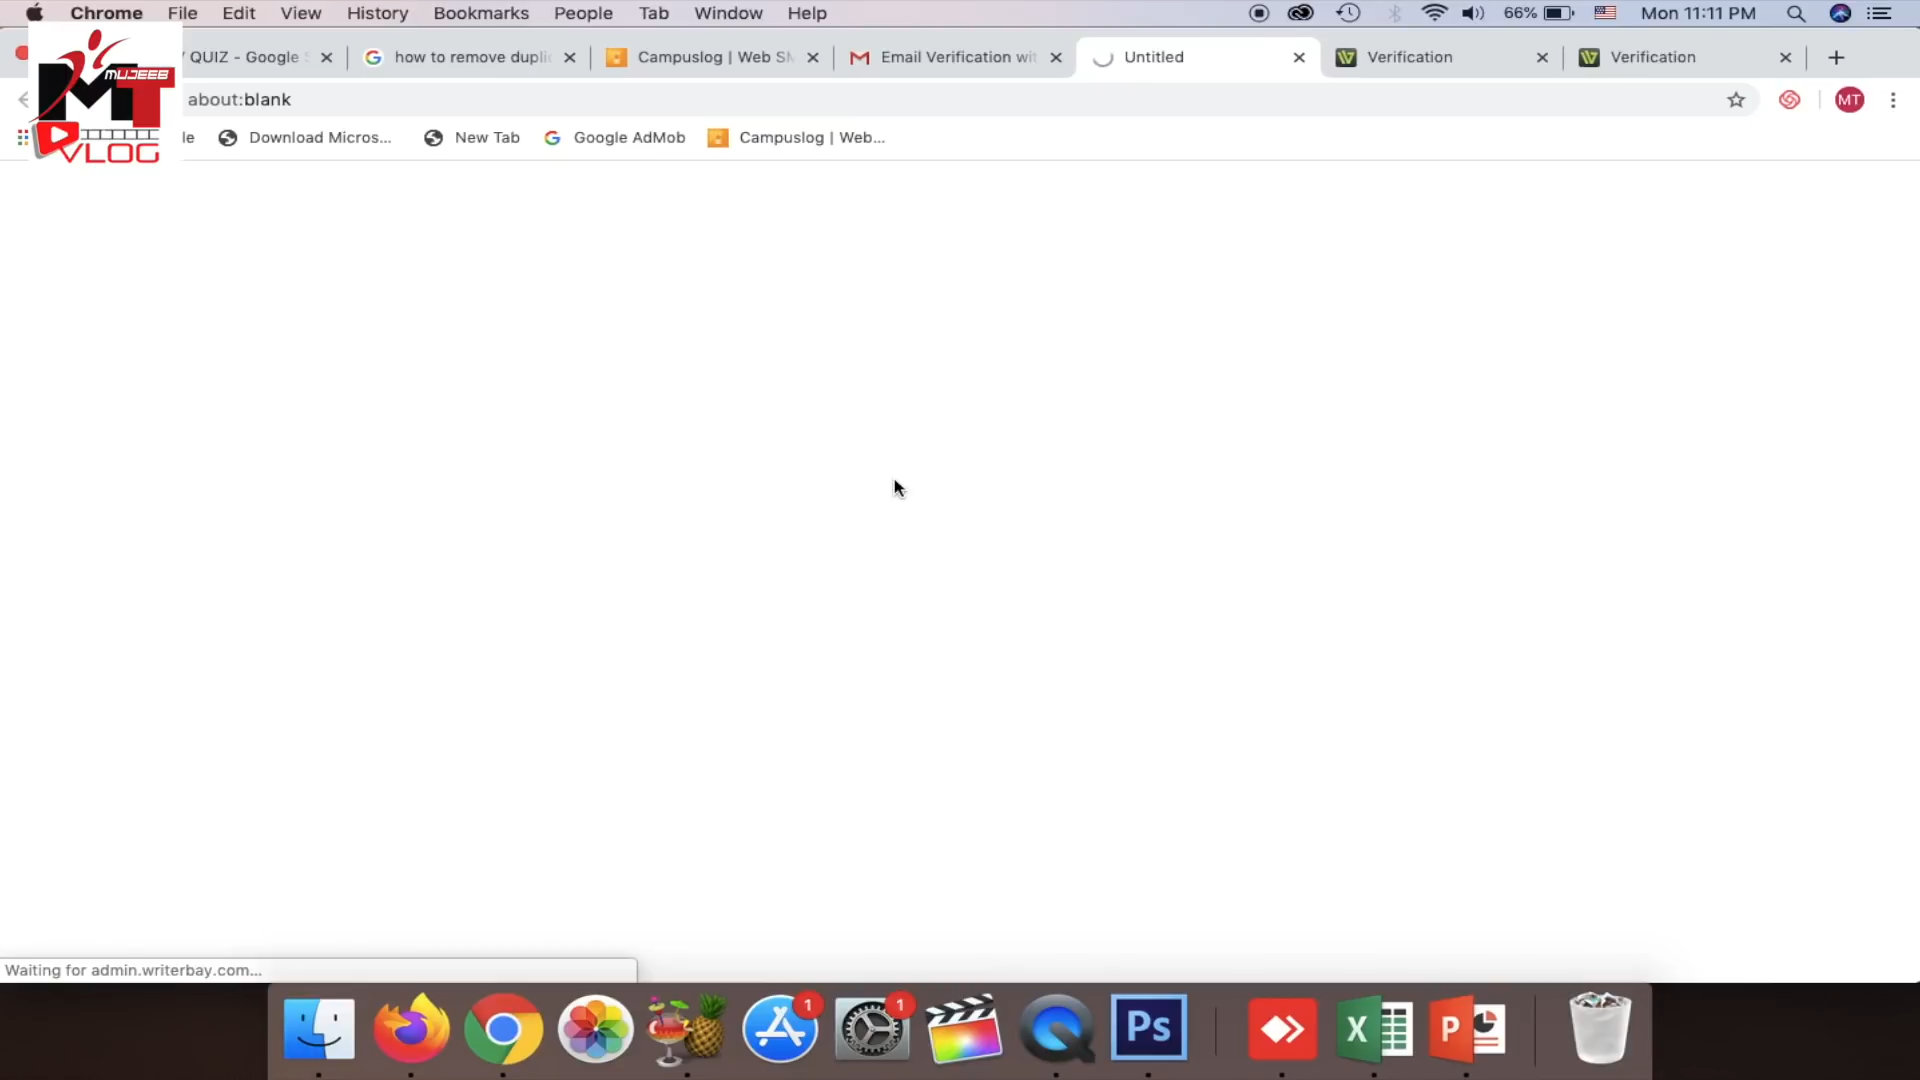 Chrome File Edit View History Bookmarks People Tab Window Help 66% Mon 11:11 PM
QUIZ - Google
how to remove dupli
Campuslog | Web SM
Email Verification wit
Untitled
Verification
Verification
MUJEEB
MT
VLOG
about:blank
MT
le
Download Micros...
New Tab
Google AdMob
Campuslog | Web...
Waiting for admin.writerbay.com...
1
1
Ps
X
P